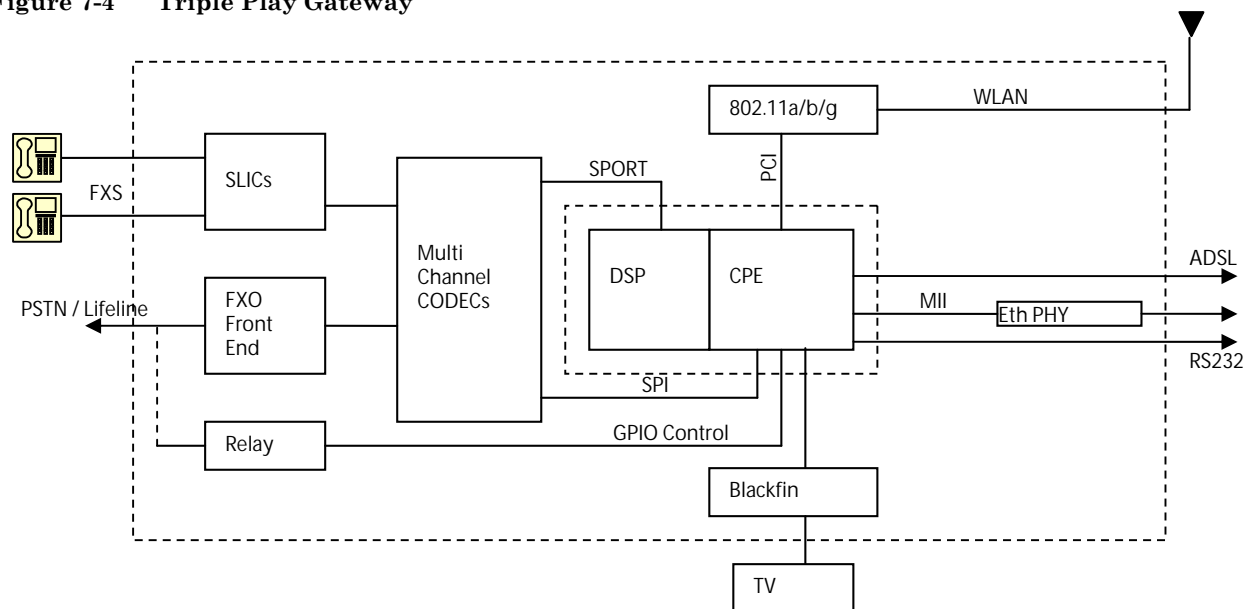 Figure 7-4 Triple Play Gateway
802.11a/b/g
WLAN
PCI
SLICs
FXS
SPORT
Multi
Channel
CODECs
DSP
CPE
ADSL
MII
Eth PHY
RS232
PSTN / Lifeline
FXO
Front
End
SPI
GPIO Control
Relay
Blackfin
TV